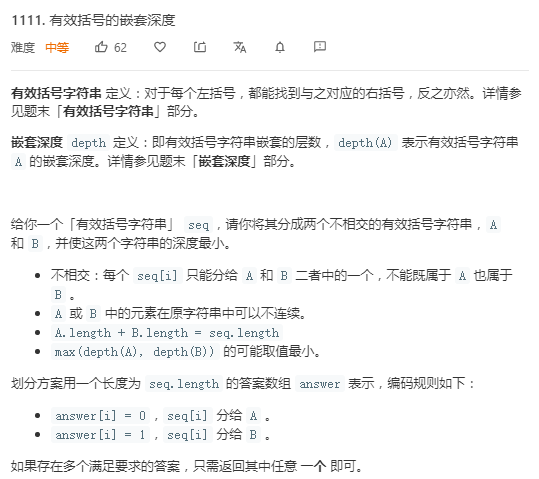 1111. 有效括号的嵌套深度
难度 中等 62
有效括号字符串 定义：对于每个左括号，都能找到与之对应的右括号，反之亦然。详情参
见题末「有效括号字符串」部分。
嵌套深度 depth 定义：即有效括号字符串嵌套的层数，depth(A) 表示有效括号字符串
A 的嵌套深度。详情参见题末「嵌套深度」部分。
给你一个「有效括号字符串」 seq，请你将其分成两个不相交的有效括号字符串，A
和 B，并使这两个字符串的深度最小。
• 不相交：每个 seq[i] 只能分给 A 和 B 二者中的一个，不能既属于 A 也属于
B 。
• A 或 B 中的元素在原字符串中可以不连续。
• A.length + B.length = seq.length
• max(depth(A), depth(B)) 的可能取值最小。
划分方案用一个长度为 seq.length 的答案数组 answer 表示，编码规则如下：
• answer[i] = 0，seq[i] 分给 A 。
• answer[i] = 1，seq[i] 分给 B 。
如果存在多个满足要求的答案，只需返回其中任意 一个 即可。